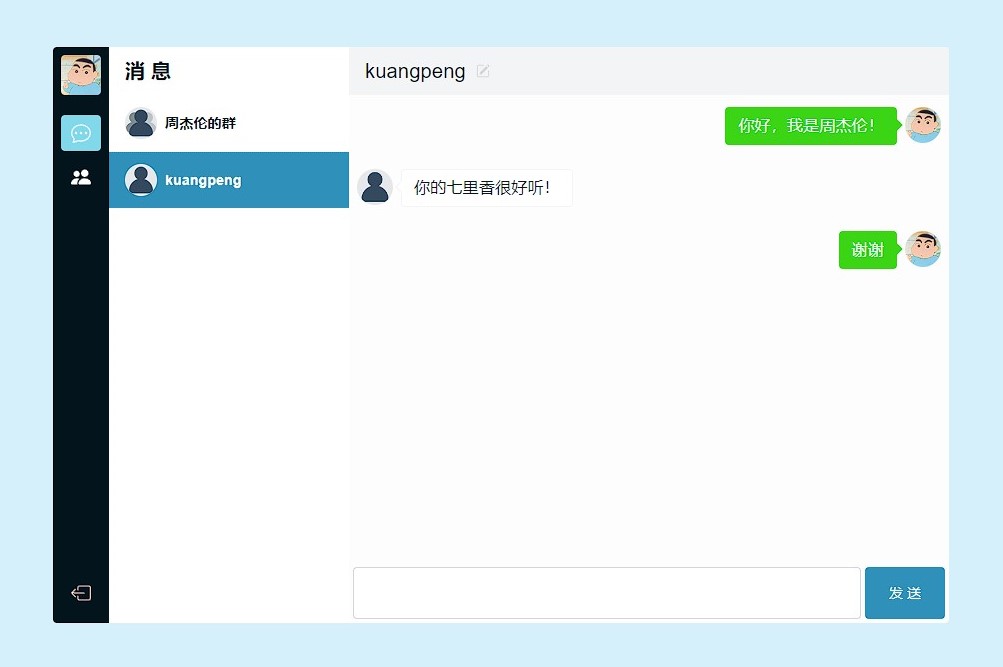 消 息
周杰伦的群
kuangpeng
kuangpeng
你好，我是周杰伦！
你的七里香很好听！
谢谢
发 送